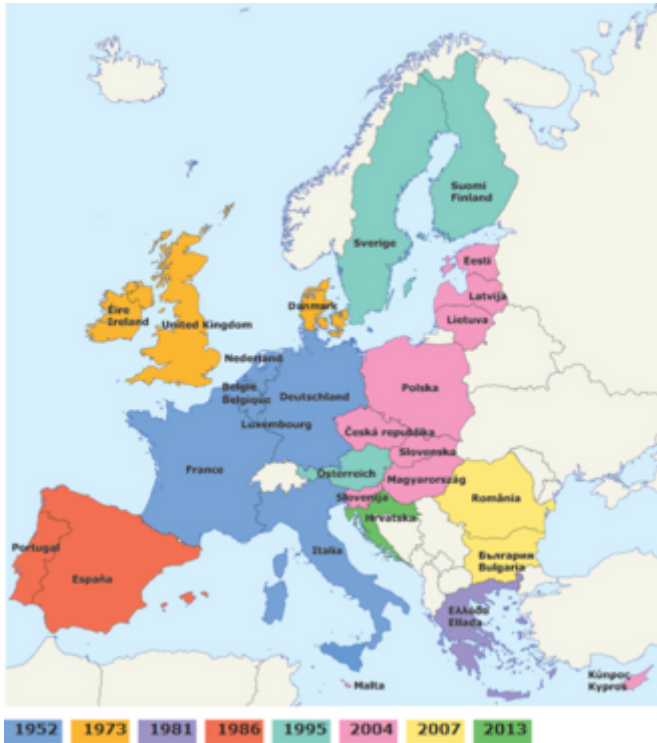 Suomi
Finland
Sverige
Eesti
Latvija
Lietuva
Danmark
Éire
Ireland
United Kingdom
Nederland
België
Belgique
Deutschland
Polska
Luxembourg
Česká republika
Slovenska
France
Österreich
Magyarország
Slovenija
Hrvatska
România
Portugal
España
Italia
България
Bulgaria
Ελλάδα
Ellada
Malta
Κύπρος
Kypros
1952 1973 1981 1986 1995 2004 2007 2013